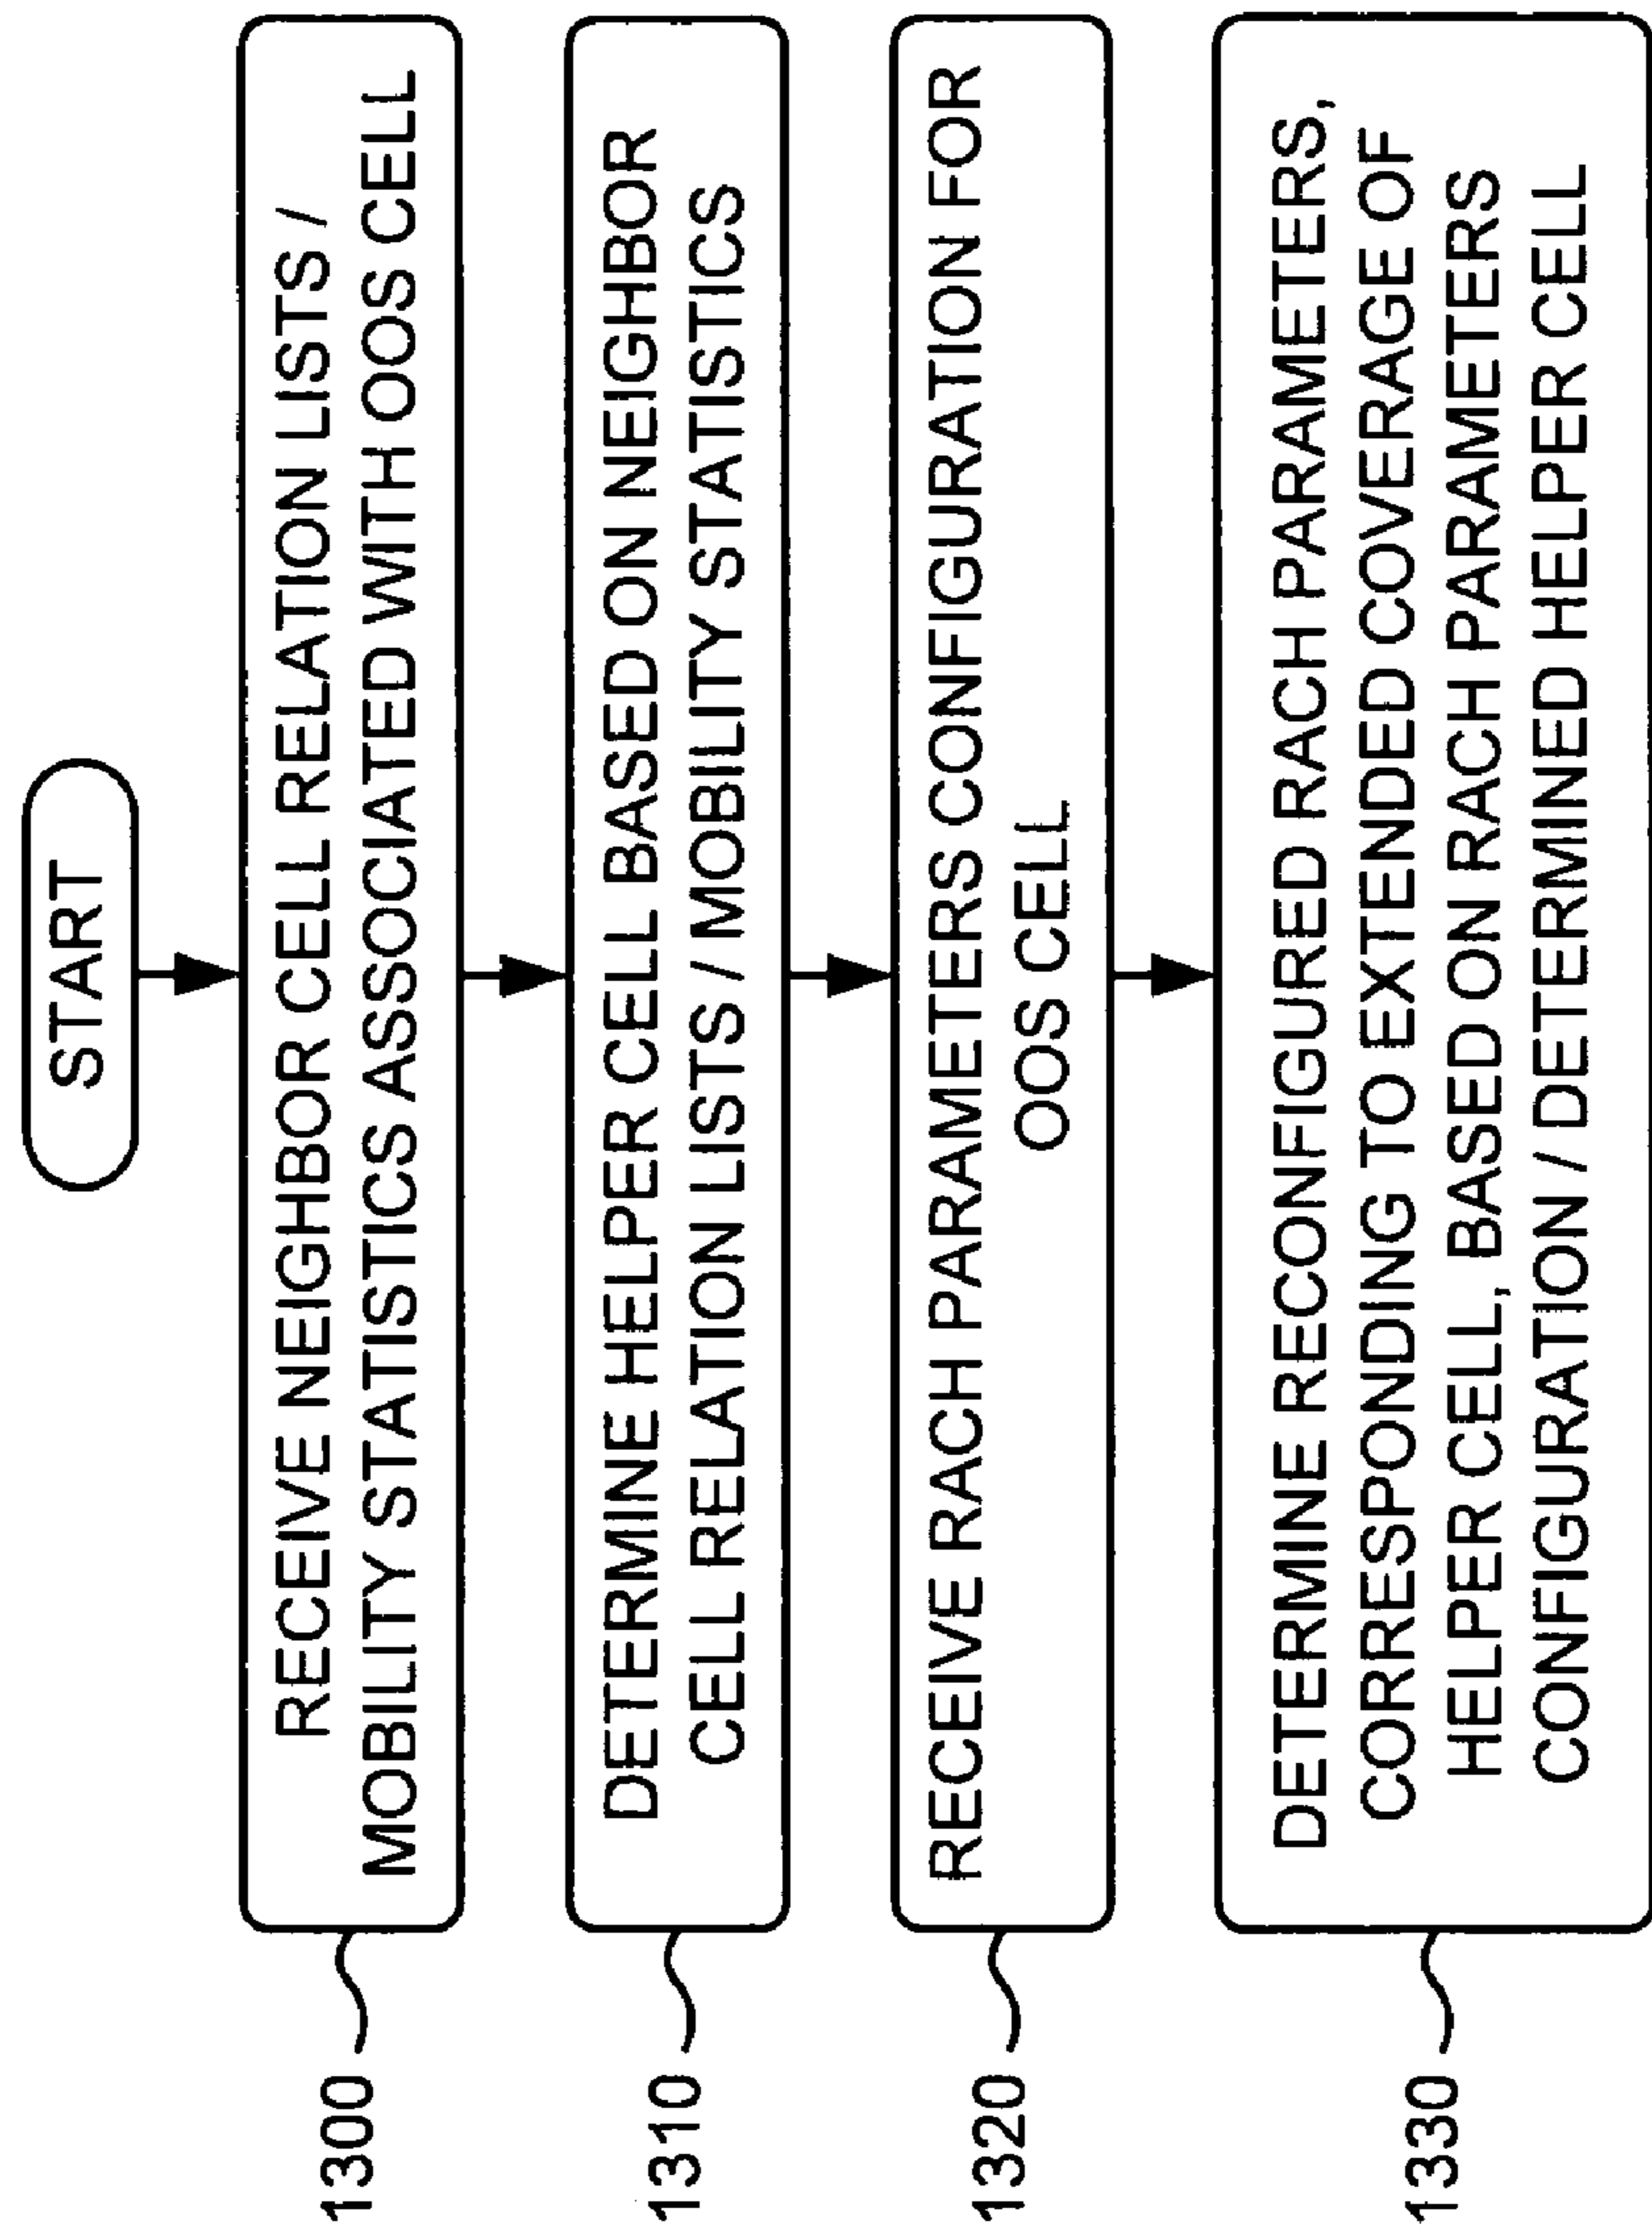 START
1300
RECEIVE NEIGHBOR CELL RELATION LISTS /
MOBILITY STATISTICS ASSOCIATED WITH OOS CELL
1310
DETERMINE HELPER CELL BASED ON NEIGHBOR
CELL RELATION LISTS / MOBILITY STATISTICS
1320
RECEIVE RACH PARAMETERS CONFIGURATION FOR
OOS CELL
1330
DETERMINE RECONFIGURED RACH PARAMETERS,
CORRESPONDING TO EXTENDED COVERAGE OF
HELPER CELL, BASED ON RACH PARAMETERS
CONFIGURATION / DETERMINED HELPER CELL